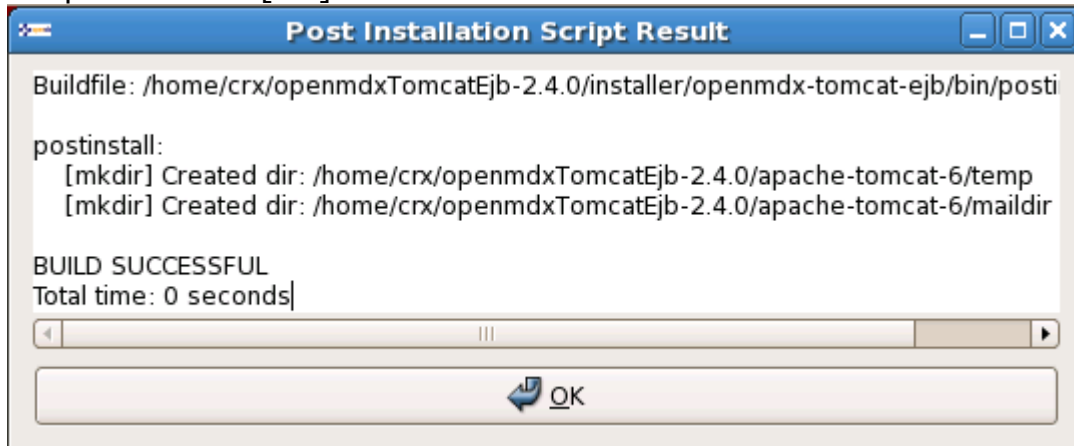 Post Installation Script Result
Buildfile: /home/crx/openmdxTomcatEjb-2.4.0/installer/openmdx-tomcat-ejb/bin/posti
postinstall:
[mkdir] Created dir: /home/crx/openmdxTomcatEjb-2.4.0/apache-tomcat-6/temp
[mkdir] Created dir: /home/crx/openmdxTomcatEjb-2.4.0/apache-tomcat-6/maildir
BUILD SUCCESSFUL
Total time: 0 seconds
OK